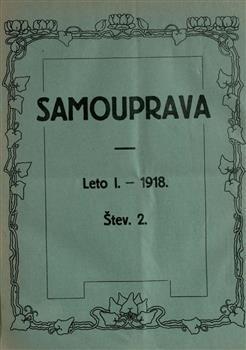 SAMOUPRAVA
Leto I. – 1918.
Štev. 2.